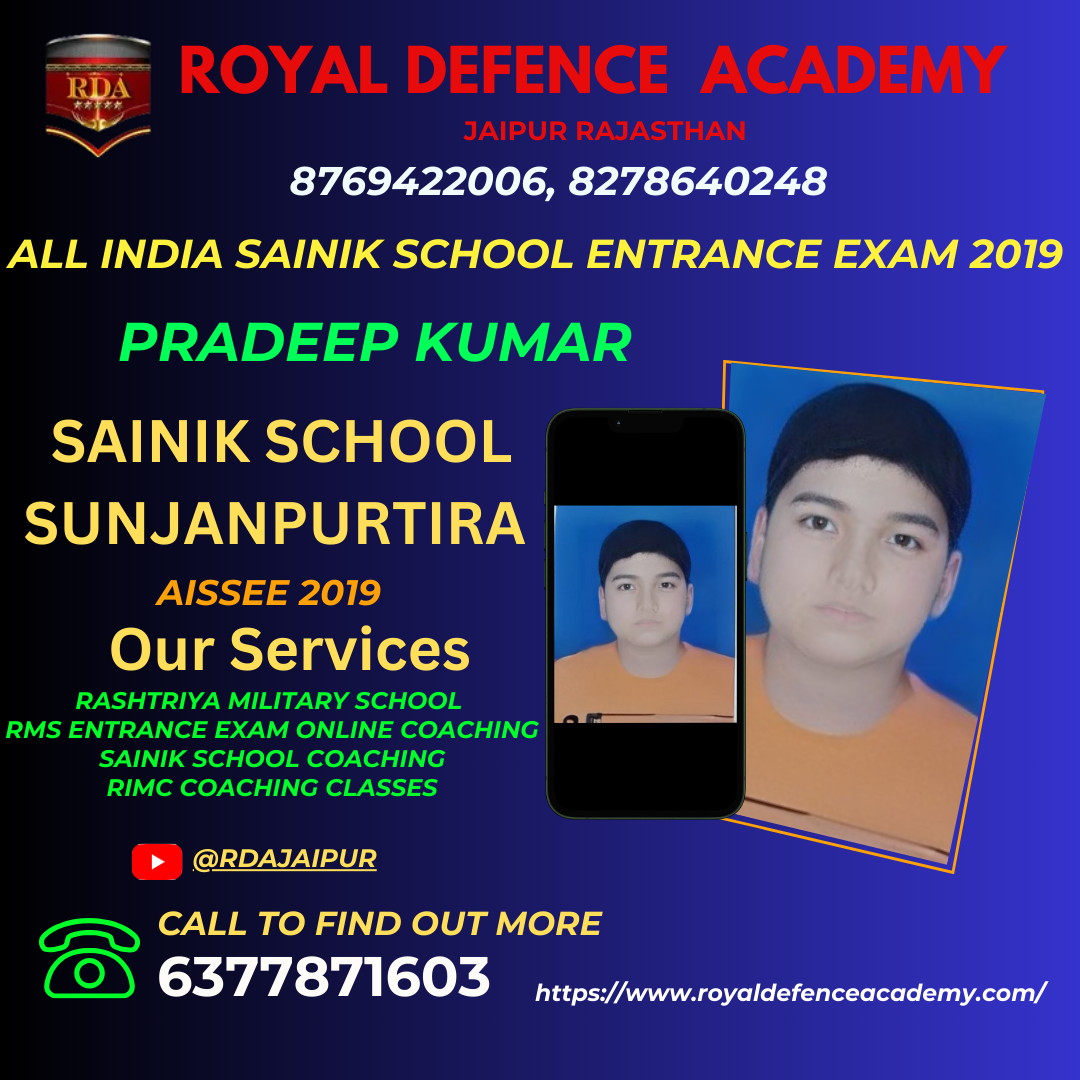 RDA
ROYAL DEFENCE ACADEMY
JAIPUR RAJASTHAN
8769422006, 8278640248
ALL INDIA SAINIK SCHOOL ENTRANCE EXAM 2019
PRADEEP KUMAR
SAINIK SCHOOL
SUNJANPURTIRA
AISSEE 2019
Our Services
RASHTRIYA MILITARY SCHOOL
RMS ENTRANCE EXAM ONLINE COACHING
SAINIK SCHOOL COACHING
RIMC COACHING CLASSES
@RDAJAIPUR
CALL TO FIND OUT MORE
6377871603
https://www.royaldefenceacademy.com/